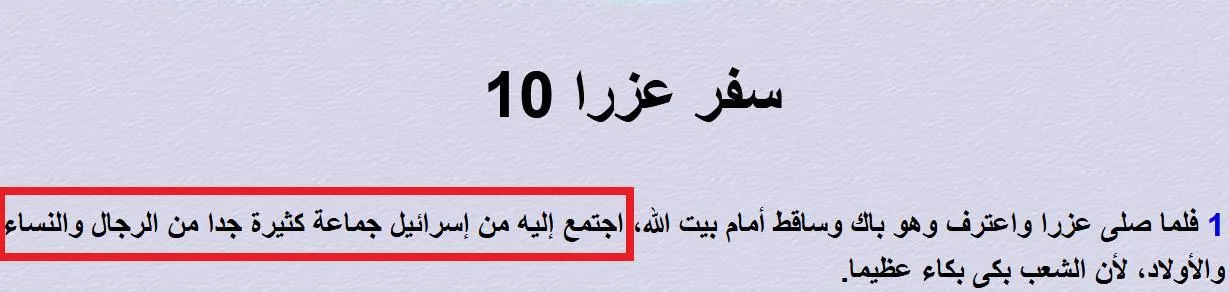 سفر عزرا 10
1 فلما صلى عزرا واعترف وهو باك وساقط أمام بيت الله، اجتمع إليه من إسرائيل جماعة كثيرة جدا من الرجال والنساء
والأولاد، لأن الشعب بكى بكاء عظيما.